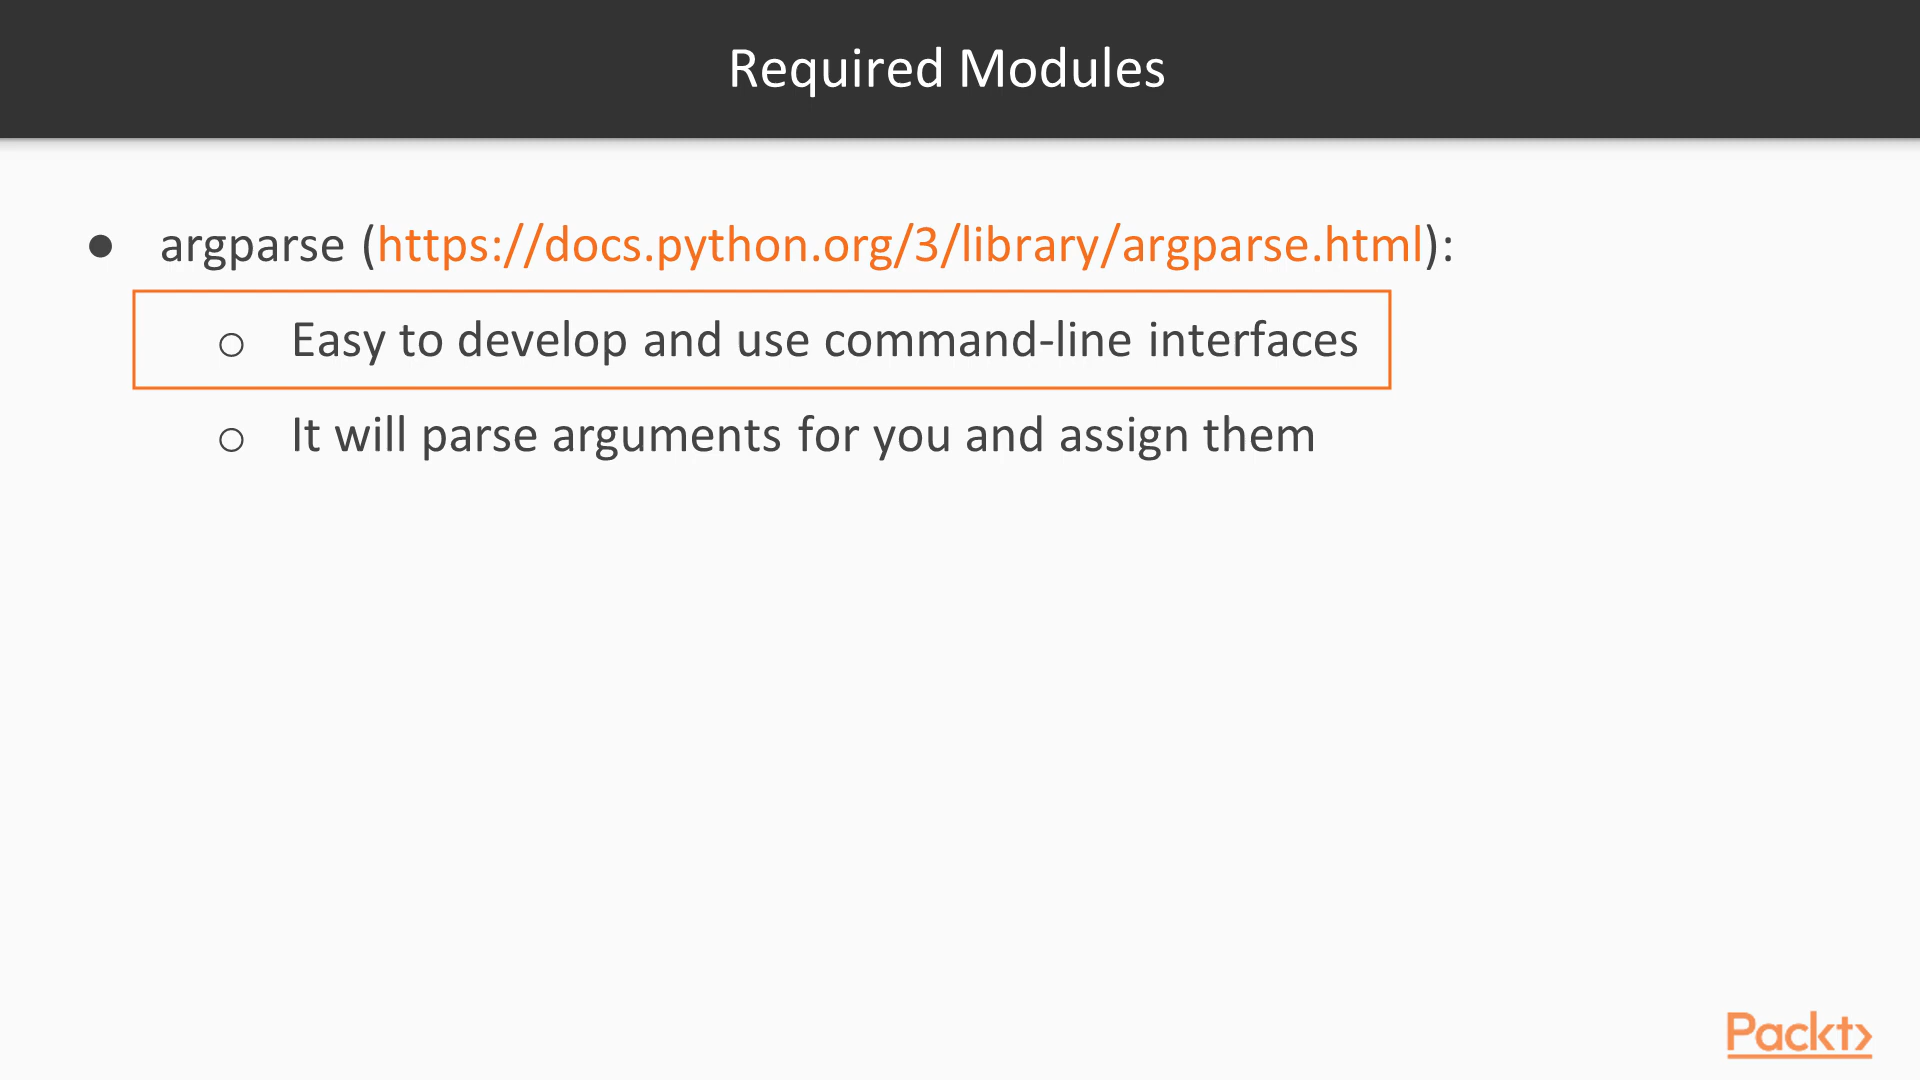 Required Modules
● argparse (https://docs.python.org/3/library/argparse.html):
○ Easy to develop and use command-line interfaces
○ It will parse arguments for you and assign them
Packt>